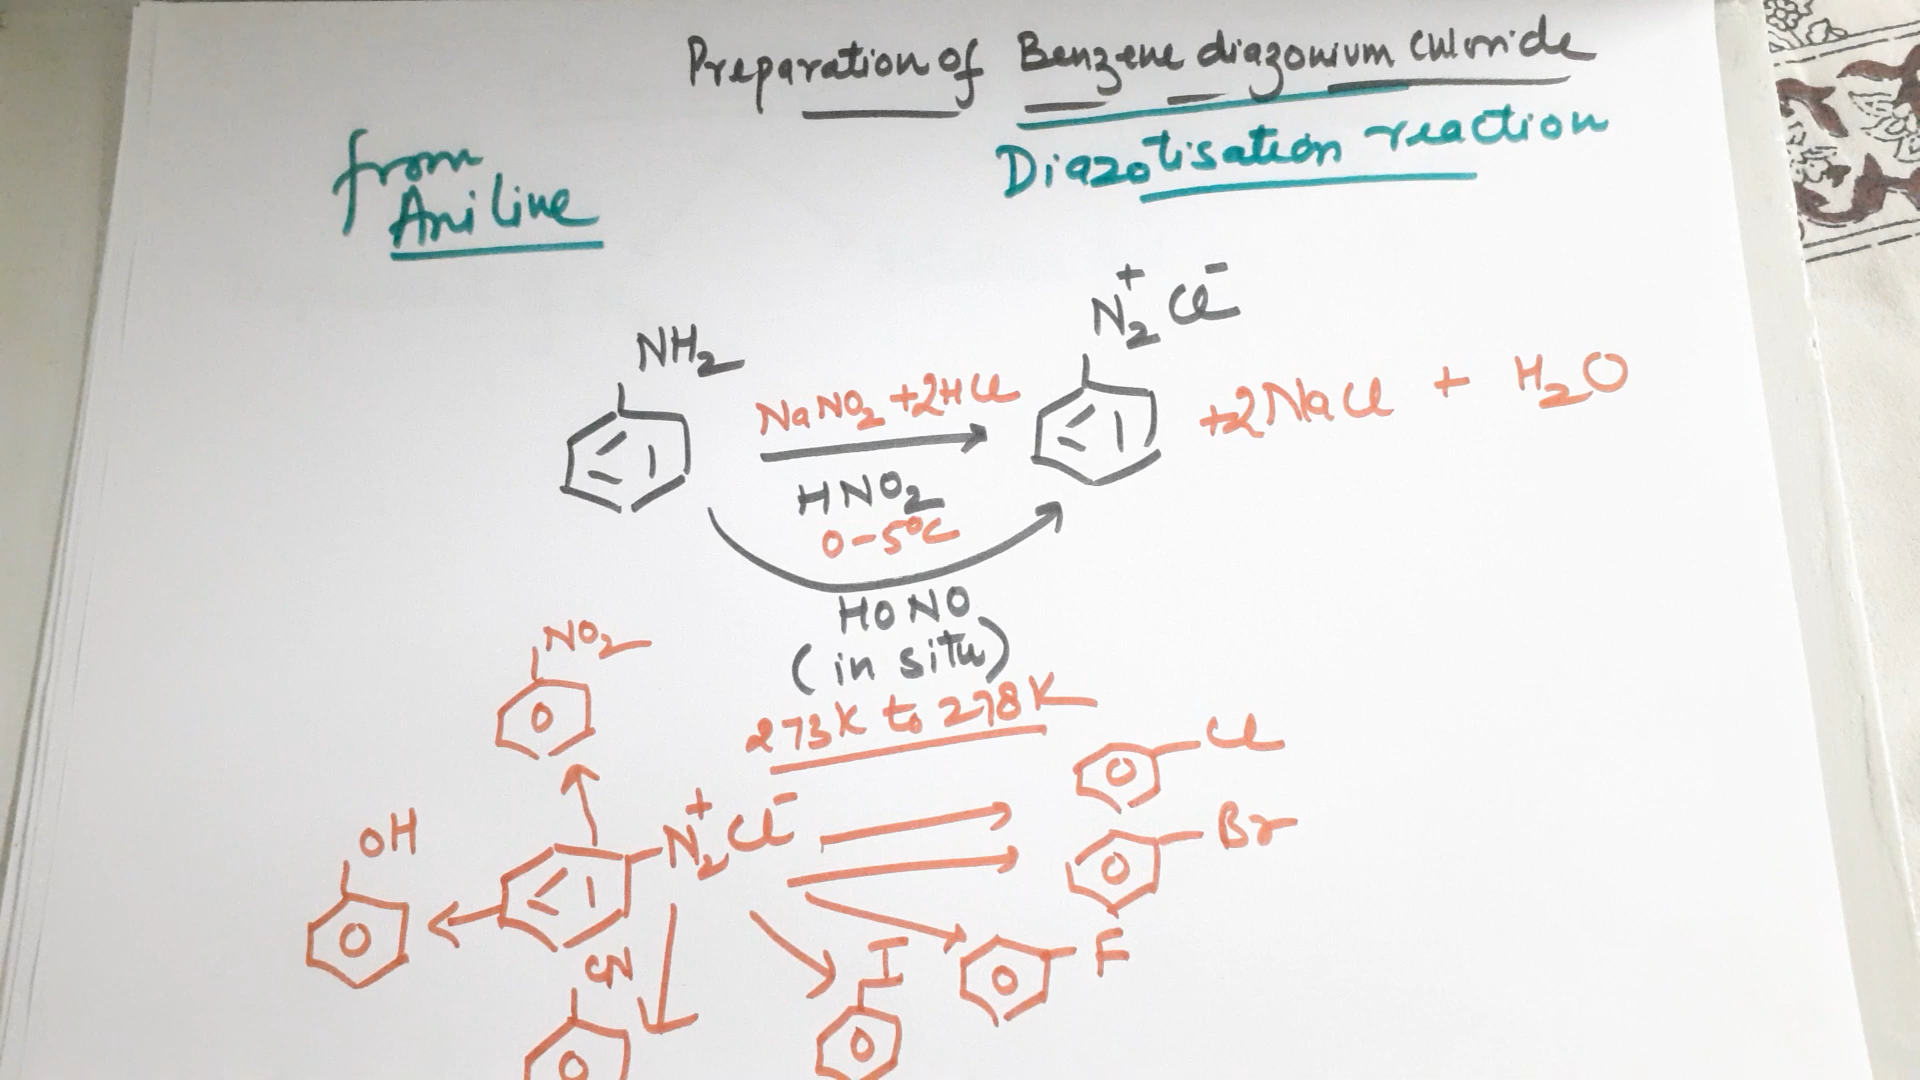 Preparation of Benzene diazonium Chloride
Diazotisation reaction
from
Aniline
NH2
NaNO2 + 2HCl
HNO2
0-5°C
N2+ Cl-
+2NaCl + H2O
HONO
(in situ)
273K to 278K
NO2
OH
N2+ Cl-
Cl
Br
F
I
CN